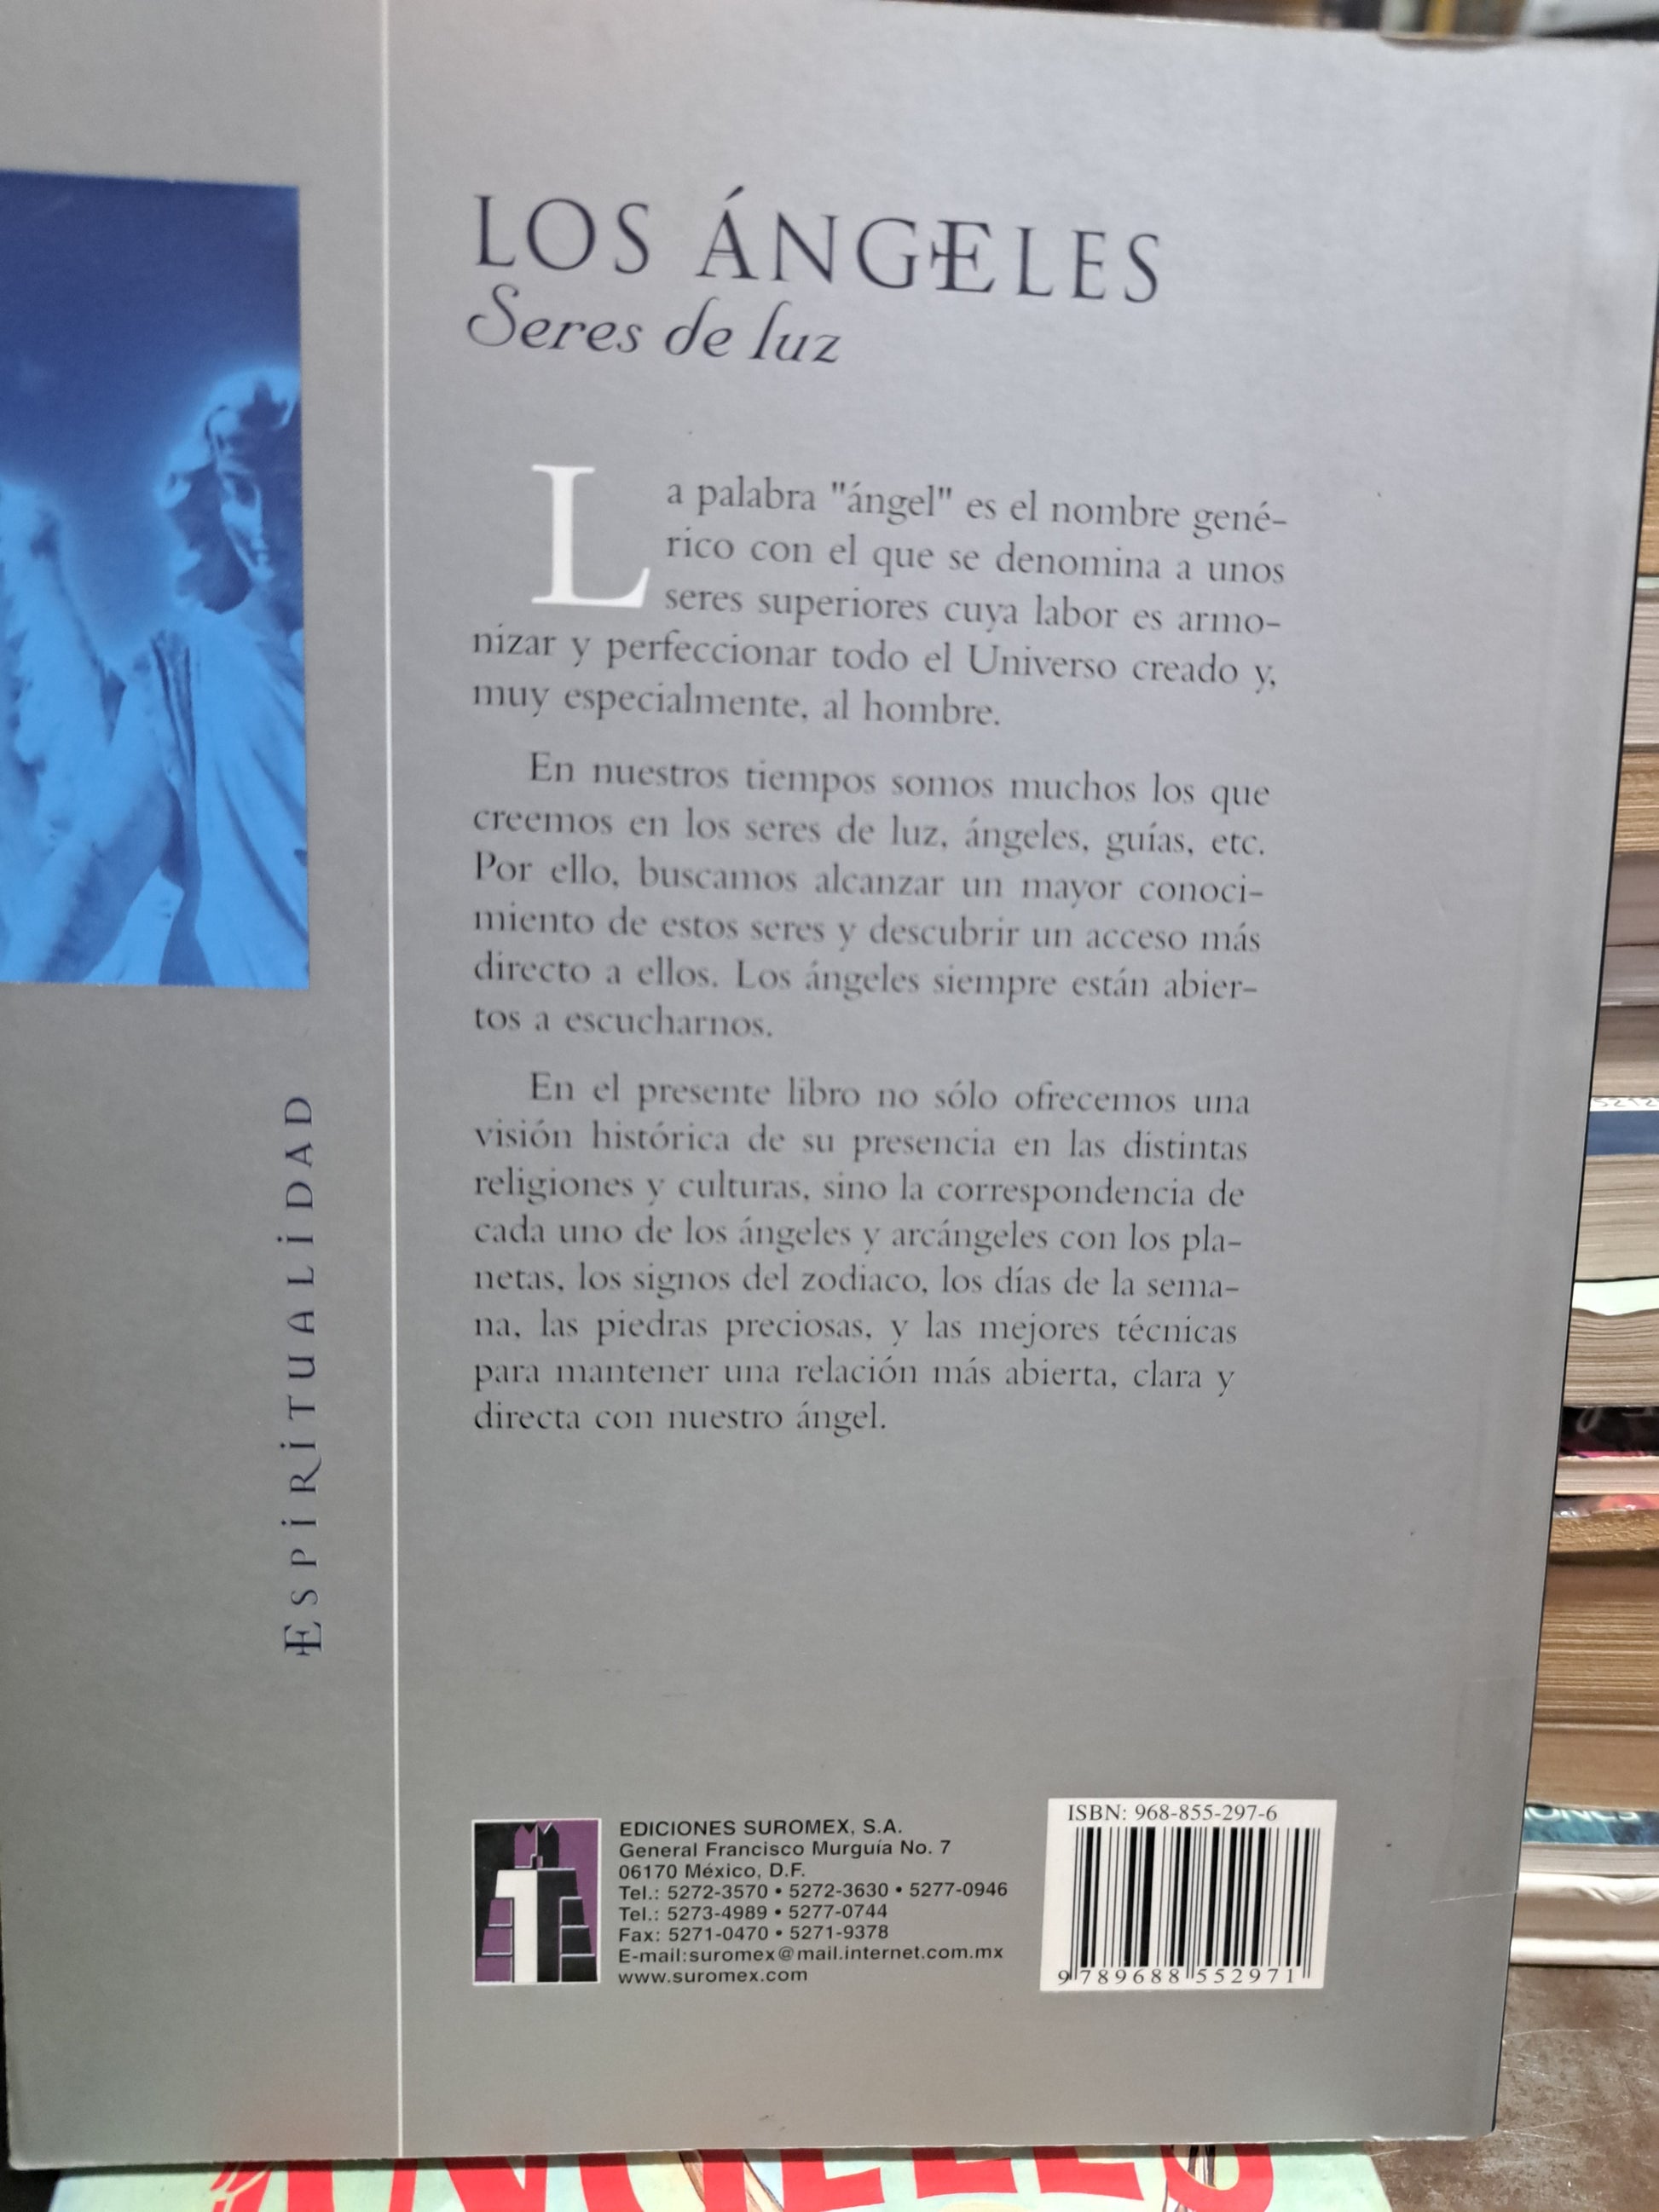 LOS ÁNGELES
Seres de luz
La palabra "ángel" es el nombre gené-
rico con el que se denomina a unos
seres superiores cuya labor es armo-
nizar y perfeccionar todo el Universo creado y,
muy especialmente, al hombre.
En nuestros tiempos somos muchos los que
creemos en los seres de luz, ángeles, guías, etc.
Por ello, buscamos alcanzar un mayor conoci-
miento de estos seres y descubrir un acceso más
directo a ellos. Los ángeles siempre están abier-
tos a escucharnos.
En el presente libro no sólo ofrecemos una
visión histórica de su presencia en las distintas
religiones y culturas, sino la correspondencia de
cada uno de los ángeles y arcángeles con los pla-
netas, los signos del zodiaco, los días de la sema-
na, las piedras preciosas, y las mejores técnicas
para mantener una relación más abierta, clara y
directa con nuestro ángel.
ESPIRITUALIDAD
EDICIONES SUROMEX, S.A.
General Francisco Murguía No. 7
06170 México, D.F.
Tel.: 5272-3570 • 5272-3630 • 5277-0946
Tel.: 5273-4989 • 5277-0744
Fax: 5271-0470 • 5271-9378
E-mail:suromex@mail.internet.com.mx
www.suromex.com
ISBN: 968-855-297-6
9 789688 552971